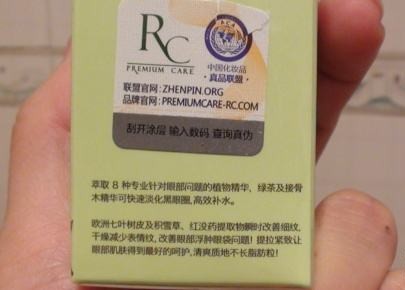 RC
PREMIUM CARE
中国化妆品
·真品联盟·
联盟官网:ZHENPIN.ORG
品牌官网:PREMIUMCARE-RC.COM
刮开涂层 输入数码 查询真伪
萃取 8 种专业针对眼部问题的植物精华，绿茶及接骨
木精华可快速淡化黑眼圈,高效补水。
欧洲七叶树皮及积雪草、红没药提取物瞬时改善细纹,
干燥减少表情纹,改善眼部浮肿眼袋问题！提拉紧致让
眼部肌肤得到最好的呵护,清爽质地不长脂肪粒！